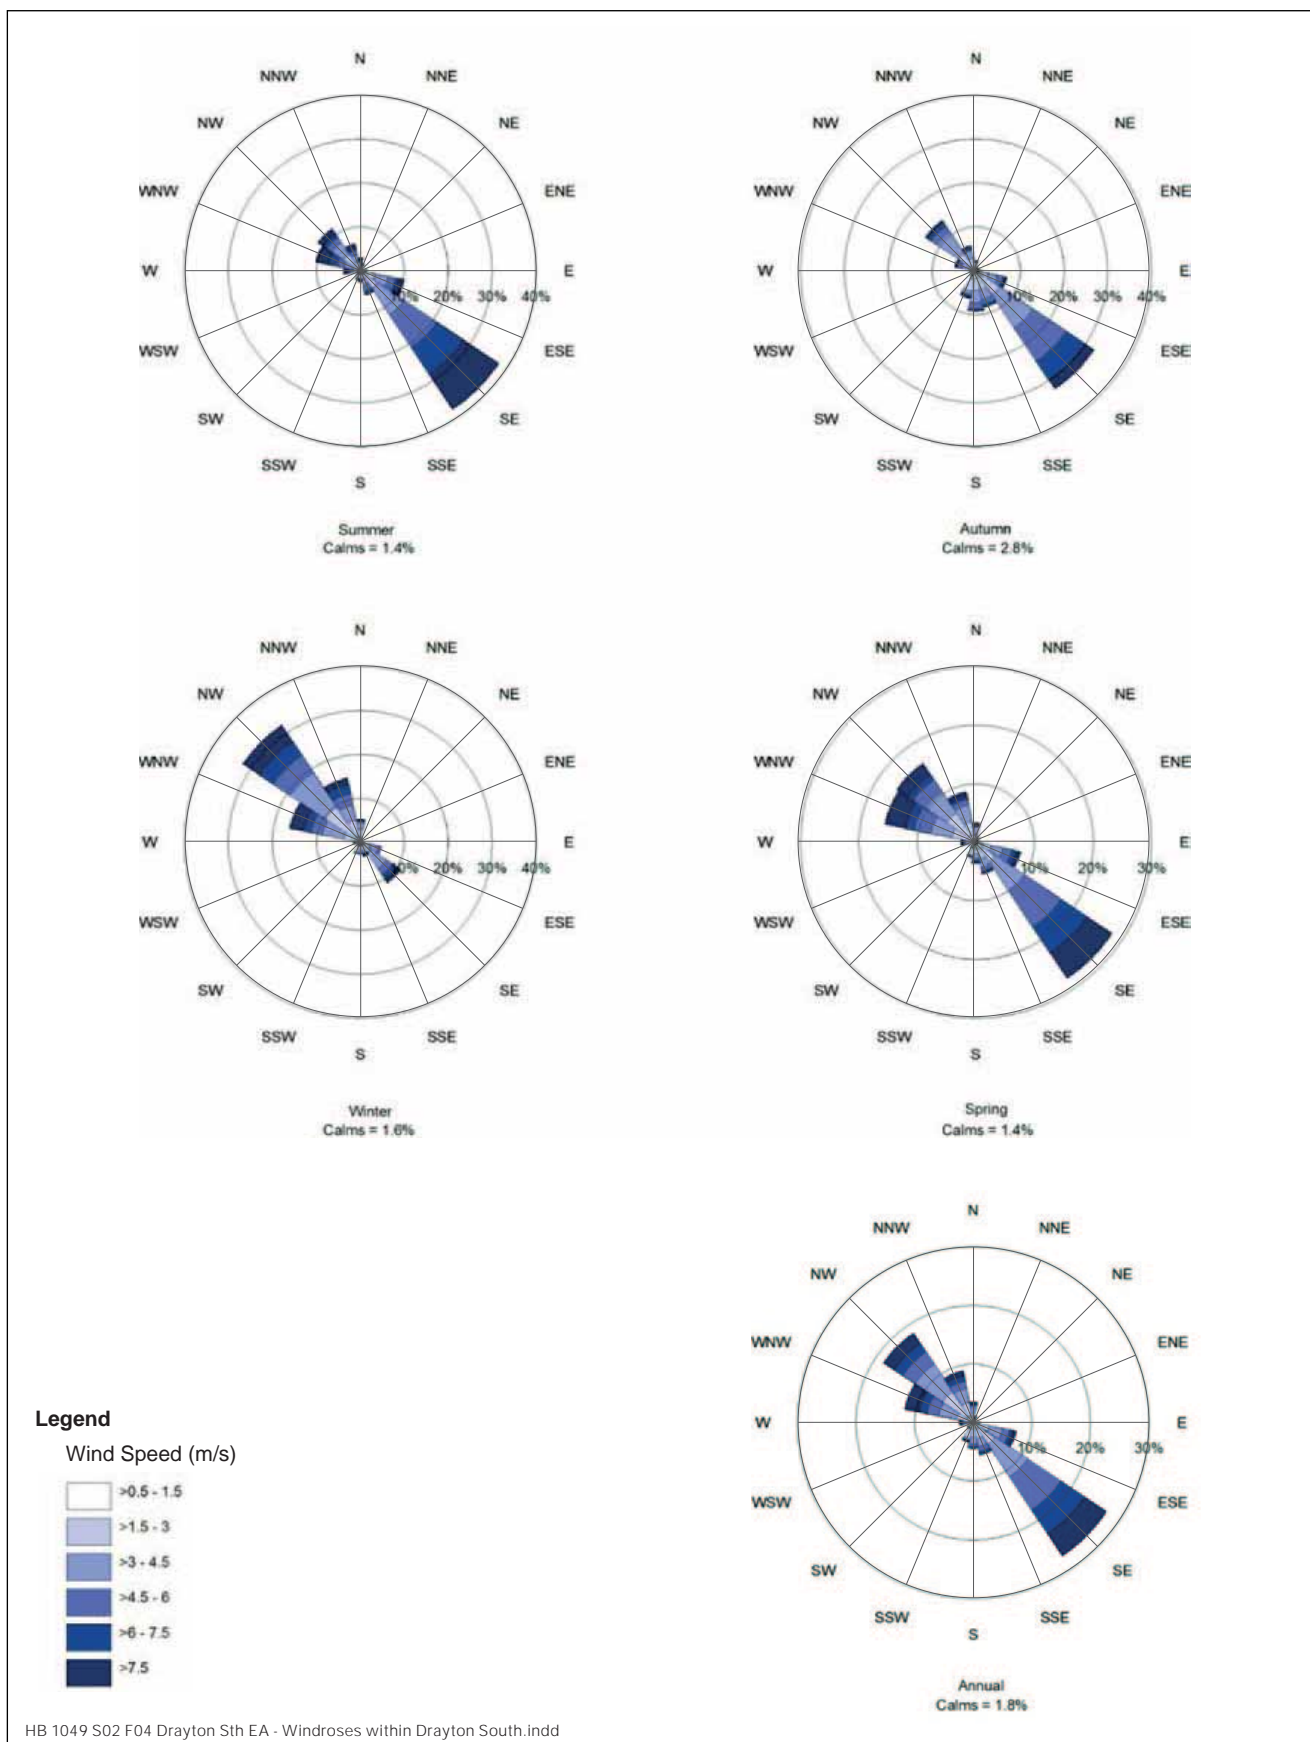 N
NNW
NNE
NW
NE
WNW
ENE
W
E
10%
20%
30%
40%
WSW
ESE
SW
SE
SSW
SSE
S
Summer
Calms = 1.4%
N
NNW
NNE
NW
NE
WNW
ENE
W
E
10%
20%
30%
40%
WSW
ESE
SW
SE
SSW
SSE
S
Autumn
Calms = 2.8%
N
NNW
NNE
NW
NE
WNW
ENE
W
E
10%
20%
30%
40%
WSW
ESE
SW
SE
SSW
SSE
S
Winter
Calms = 1.6%
N
NNW
NNE
NW
NE
WNW
ENE
W
E
10%
20%
30%
WSW
ESE
SW
SE
SSW
SSE
S
Spring
Calms = 1.4%
N
NNW
NNE
NW
NE
WNW
ENE
W
E
10%
20%
30%
WSW
ESE
SW
SE
SSW
SSE
S
Annual
Calms = 1.8%
Legend
Wind Speed (m/s)
>0.5 - 1.5
>1.5 - 3
>3 - 4.5
>4.5 - 6
>6 - 7.5
>7.5
HB 1049 S02 F04 Drayton Sth EA - Windroses within Drayton South.indd